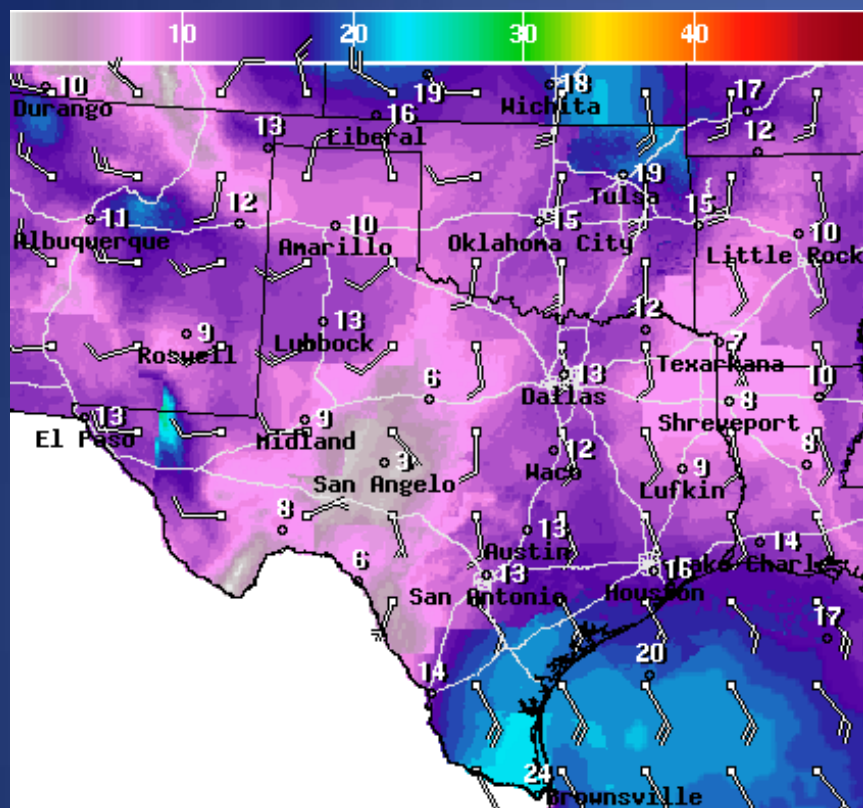 10 20 30 40
10 Durango
19
18 Wichita
17
16 Liberal
13
12
19 Tulsa
11 Albuquerque
12
10 Amarillo
15 Oklahoma City
15
10 Little Rock
9 Roswell
13 Lubbock
12
7 Texarkana
6
13 Dallas
8 Shreveport
10
13 El Paso
9 Midland
3 San Angelo
12 Waco
9 Lufkin
8
8
13 Austin
14 Lake Charles
6
13 San Antonio
16 Houston
17
14
20
24 Brownsville